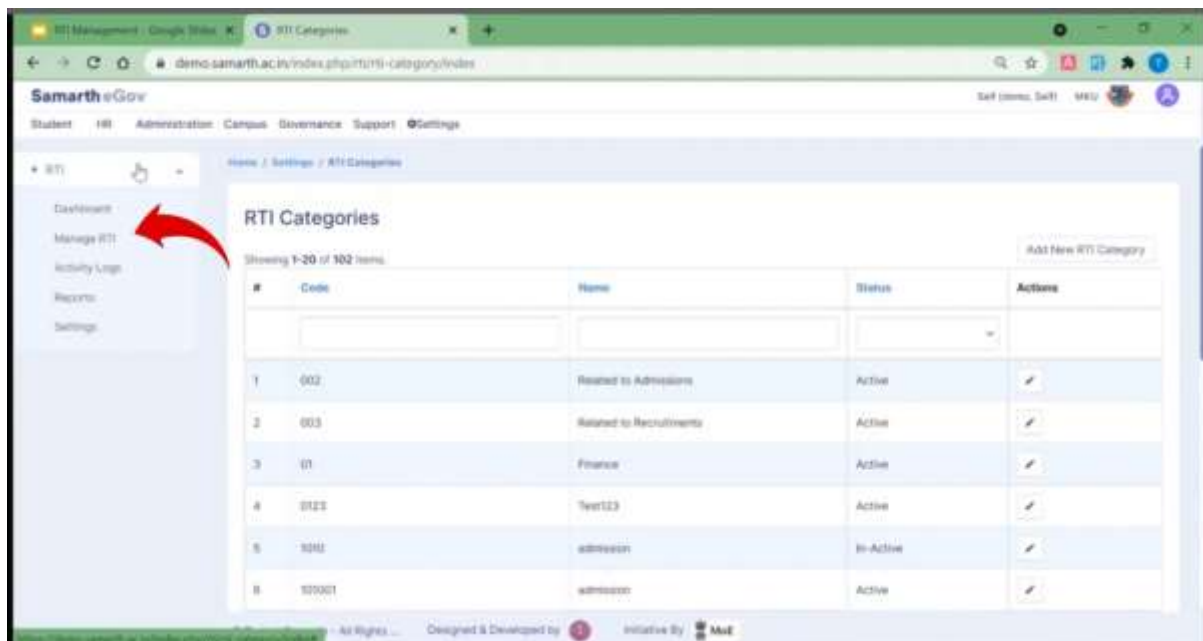 RTI Management - Google Slides
RTI Categories
demo.samarth.ac.in/index.php/rti/rti-category/index
Samarth eGov
MKU
Student HR Administration Campus Governance Support Settings
RTI
Home / Settings / RTI Categories
Dashboard
Manage RTI
Activity Logs
Reports
Settings
RTI Categories
Add New RTI Category
Showing 1-20 of 102 items.
# Code Name Status Actions
1 002 Related to Admissions Active
2 003 Related to Recruitments Active
3 01 Finance Active
4 0123 Test123 Active
5 1010 admission In-Active
6 101001 admission Active
- All Rights ... Designed & Developed by Initiative By MoE